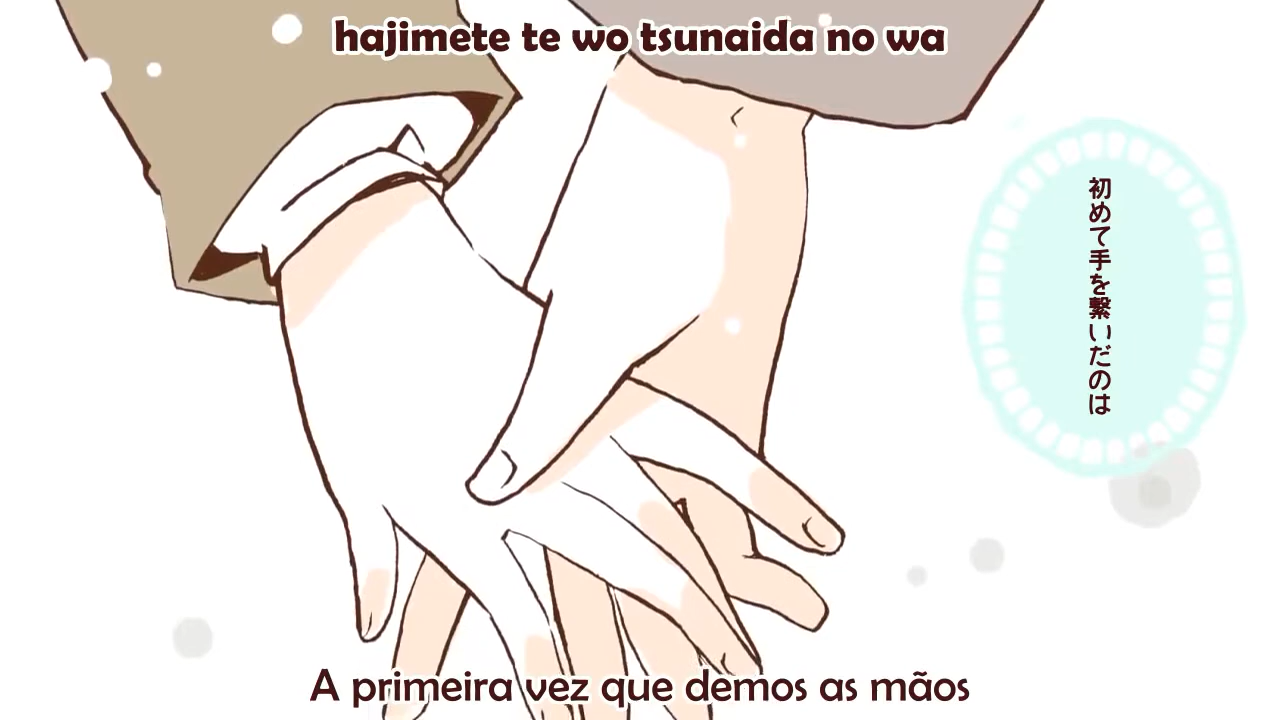 hajimete te wo tsunaida no wa
初めて手を繋いだのは
A primeira vez que demos as mãos